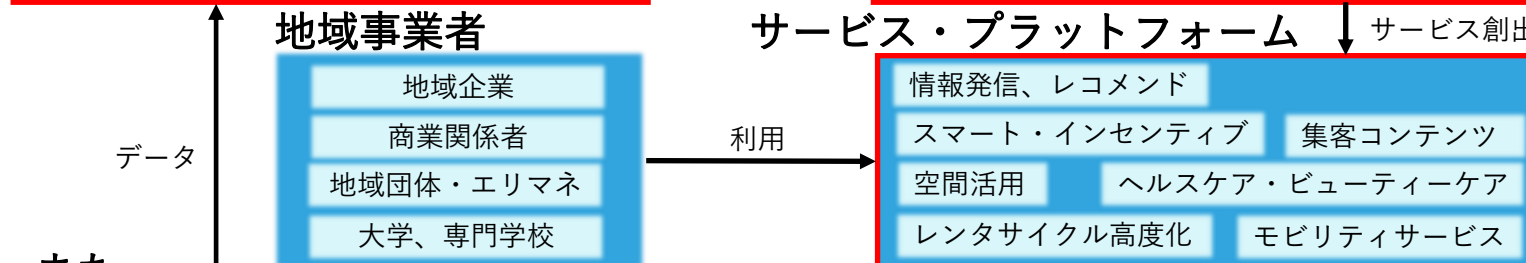 地域事業者
サービス・プラットフォーム
サービス創出
地域企業
商業関係者
地域団体・エリマネ
大学、専門学校
データ
利用
情報発信、レコメンド
スマート・インセンティブ
集客コンテンツ
空間活用
ヘルスケア・ビューティーケア
レンタサイクル高度化
モビリティサービス